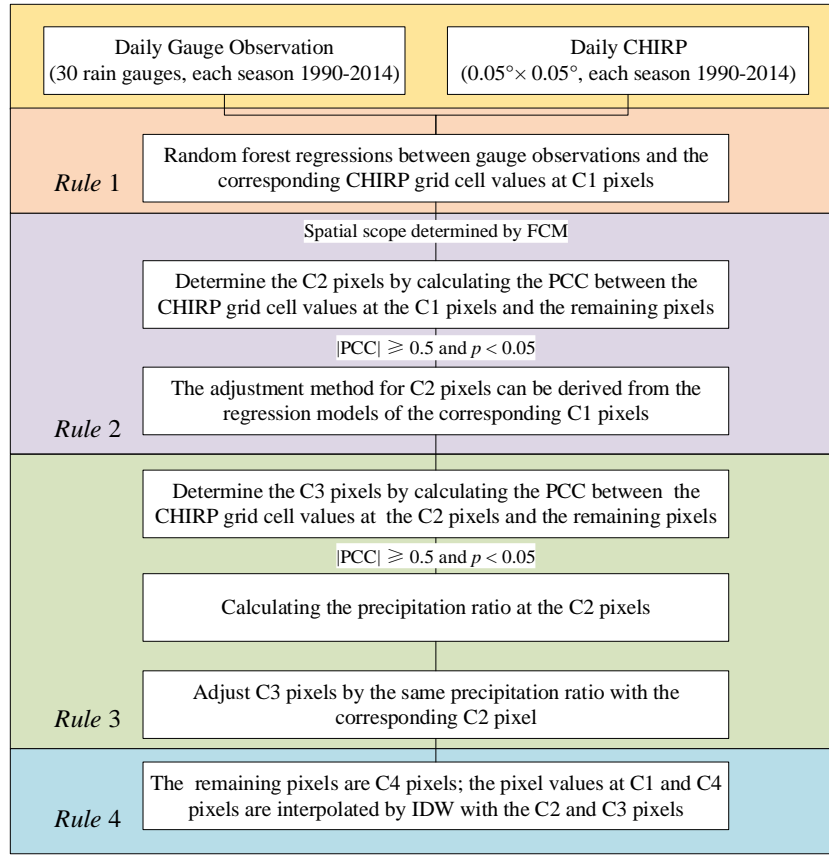 Daily Gauge Observation
(30 rain gauges, each season 1990-2014)
Daily CHIRP
(0.05°× 0.05°, each season 1990-2014)
Rule 1
Random forest regressions between gauge observations and the
corresponding CHIRP grid cell values at C1 pixels
Spatial scope determined by FCM
Determine the C2 pixels by calculating the PCC between the
CHIRP grid cell values at the C1 pixels and the remaining pixels
|PCC| ≥ 0.5 and p < 0.05
The adjustment method for C2 pixels can be derived from the
regression models of the corresponding C1 pixels
Rule 2
Determine the C3 pixels by calculating the PCC between the
CHIRP grid cell values at the C2 pixels and the remaining pixels
|PCC| ≥ 0.5 and p < 0.05
Calculating the precipitation ratio at the C2 pixels
Adjust C3 pixels by the same precipitation ratio with the
corresponding C2 pixel
Rule 3
The remaining pixels are C4 pixels; the pixel values at C1 and C4
pixels are interpolated by IDW with the C2 and C3 pixels
Rule 4